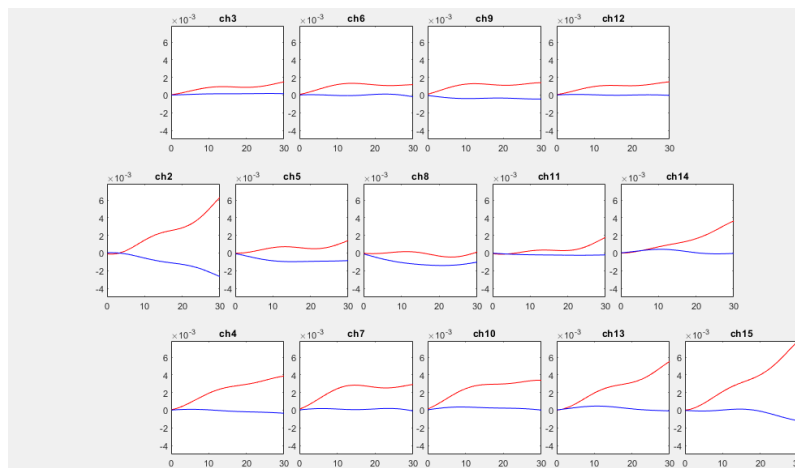 ×10⁻³ ch3 ×10⁻³ ch6 ×10⁻³ ch9 ×10⁻³ ch12
6 6 6 6
4 4 4 4
2 2 2 2
0 0 0 0
-2 -2 -2 -2
-4 -4 -4 -4
0 10 20 30 0 10 20 30 0 10 20 30 0 10 20 30
×10⁻³ ch2 ×10⁻³ ch5 ×10⁻³ ch8 ×10⁻³ ch11 ×10⁻³ ch14
6 6 6 6 6
4 4 4 4 4
2 2 2 2 2
0 0 0 0 0
-2 -2 -2 -2 -2
-4 -4 -4 -4 -4
0 10 20 30 0 10 20 30 0 10 20 30 0 10 20 30 0 10 20 30
×10⁻³ ch4 ×10⁻³ ch7 ×10⁻³ ch10 ×10⁻³ ch13 ×10⁻³ ch15
6 6 6 6 6
4 4 4 4 4
2 2 2 2 2
0 0 0 0 0
-2 -2 -2 -2 -2
-4 -4 -4 -4 -4
0 10 20 30 0 10 20 30 0 10 20 30 0 10 20 30 0 10 20